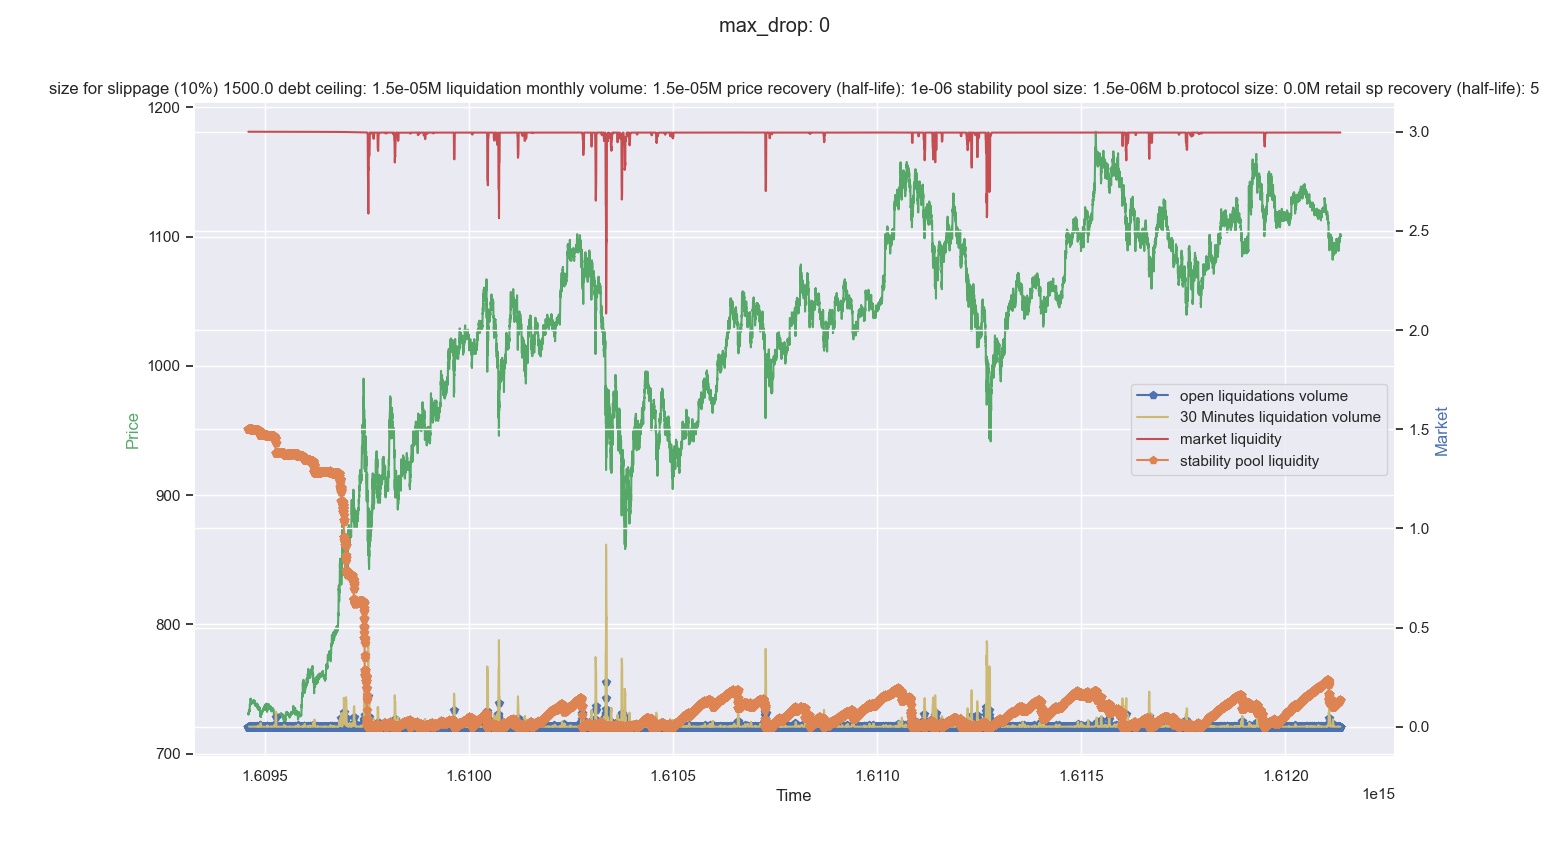 max_drop: 0
size for slippage (10%) 1500.0 debt ceiling: 1.5e-05M liquidation monthly volume: 1.5e-05M price recovery (half-life): 1e-06 stability pool size: 1.5e-06M b.protocol size: 0.0M retail sp recovery (half-life): 5
1200
1100
1000
900
800
700
Price
3.0
2.5
2.0
1.5
1.0
0.5
0.0
Market
open liquidations volume
30 Minutes liquidation volume
market liquidity
stability pool liquidity
1.6095 1.6100 1.6105 1.6110 1.6115 1.6120
Time
1e15